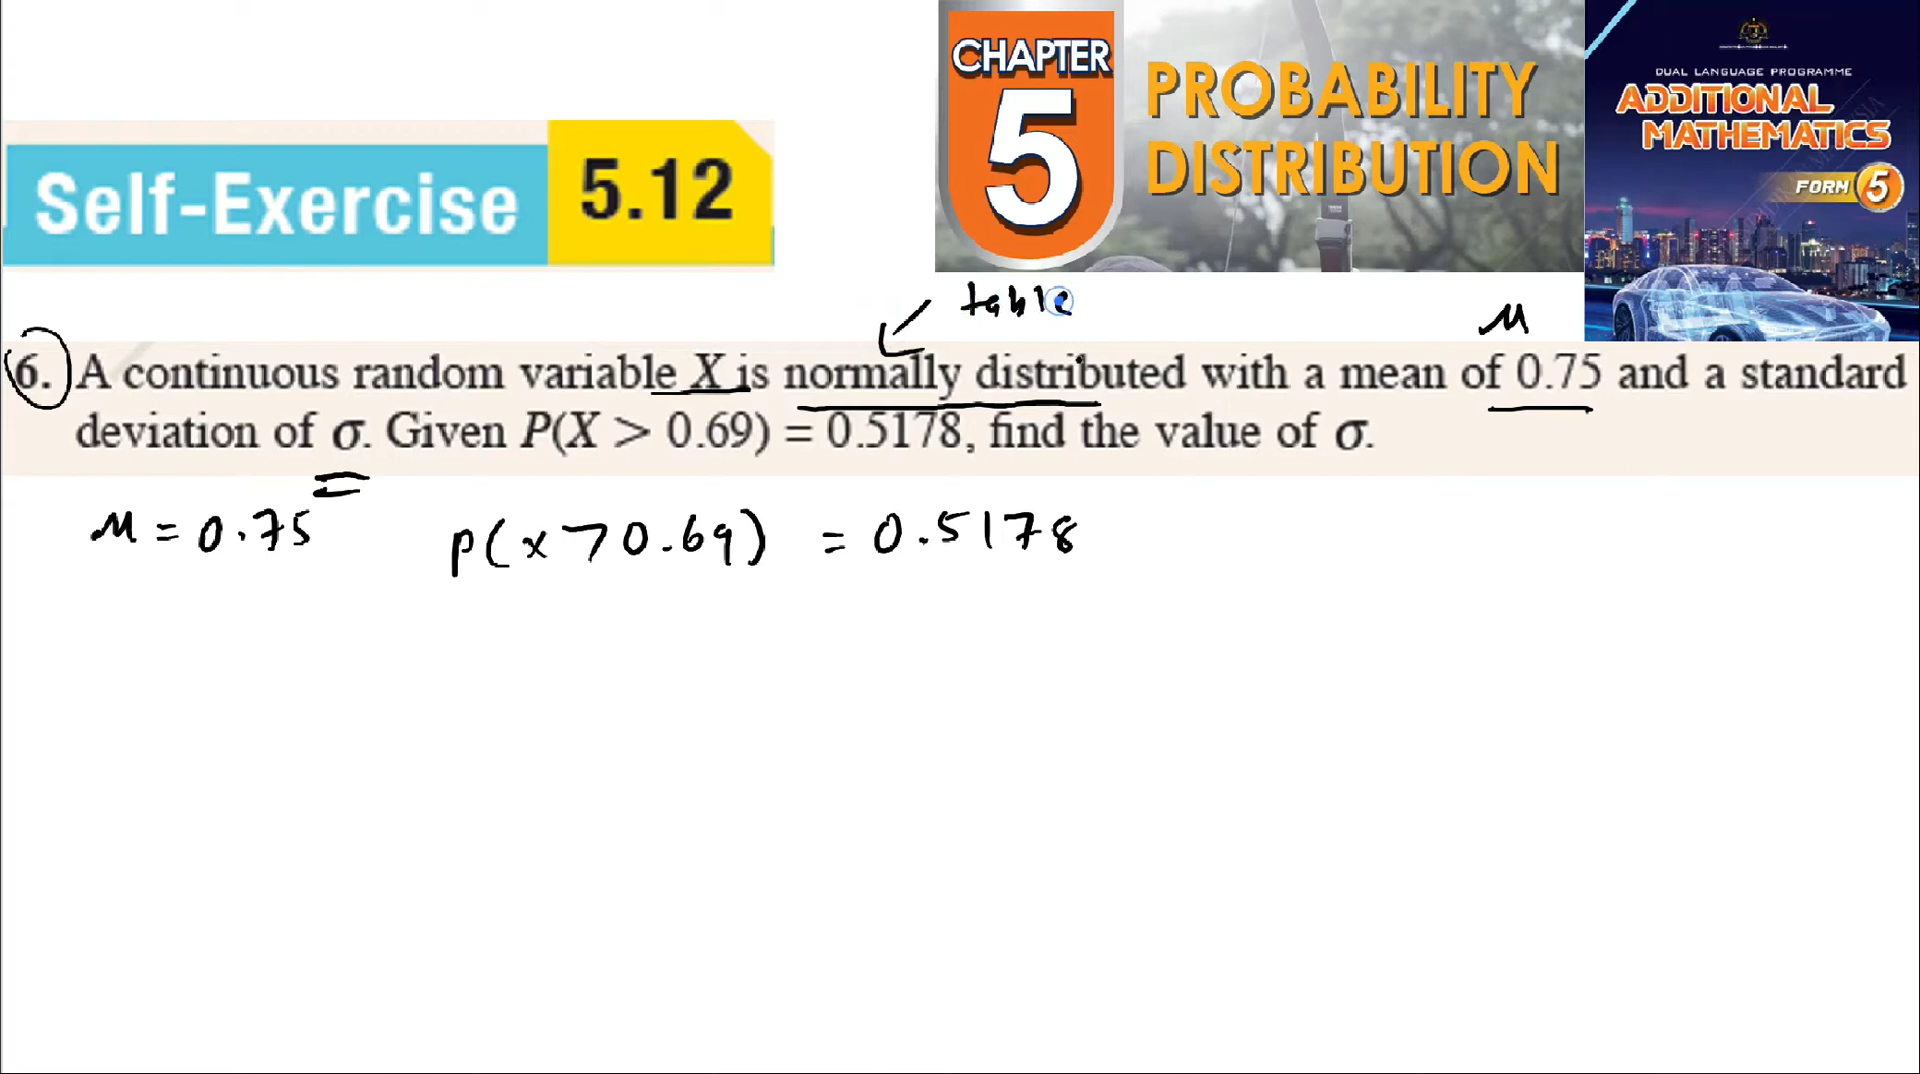 CHAPTER
5
PROBABILITY
DISTRIBUTION
DUAL LANGUAGE PROGRAMME
ADDITIONAL
MATHEMATICS
FORM 5
Self-Exercise 5.12
table
μ
6. A continuous random variable X is normally distributed with a mean of 0.75 and a standard
deviation of σ. Given P(X > 0.69) = 0.5178, find the value of σ.
μ = 0.75 P(x > 0.69) = 0.5178